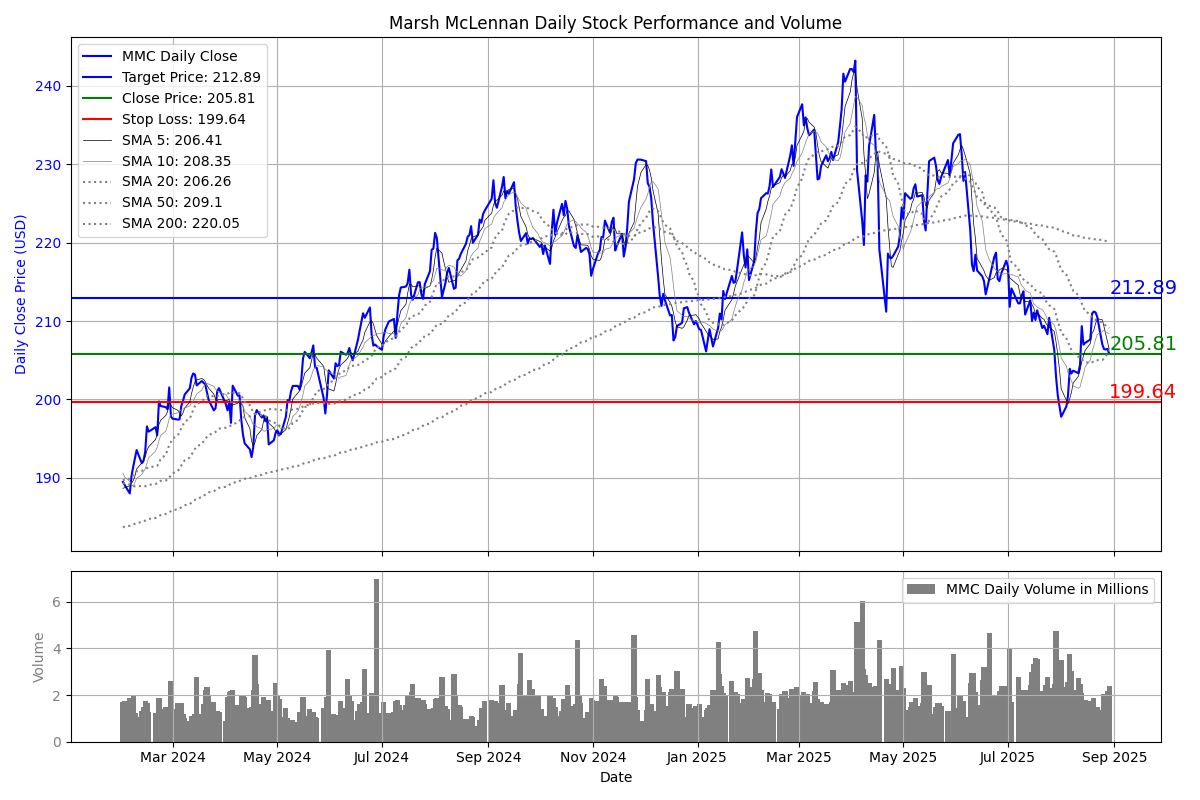 Marsh McLennan Daily Stock Performance and Volume
MMC Daily Close
Target Price: 212.89
Close Price: 205.81
Stop Loss: 199.64
SMA 5: 206.41
SMA 10: 208.35
SMA 20: 206.26
SMA 50: 209.1
SMA 200: 220.05
Daily Close Price (USD)
240
230
220
210
200
190
212.89
205.81
199.64
MMC Daily Volume in Millions
Volume
6
4
2
0
Mar 2024 May 2024 Jul 2024 Sep 2024 Nov 2024 Jan 2025 Mar 2025 May 2025 Jul 2025 Sep 2025
Date